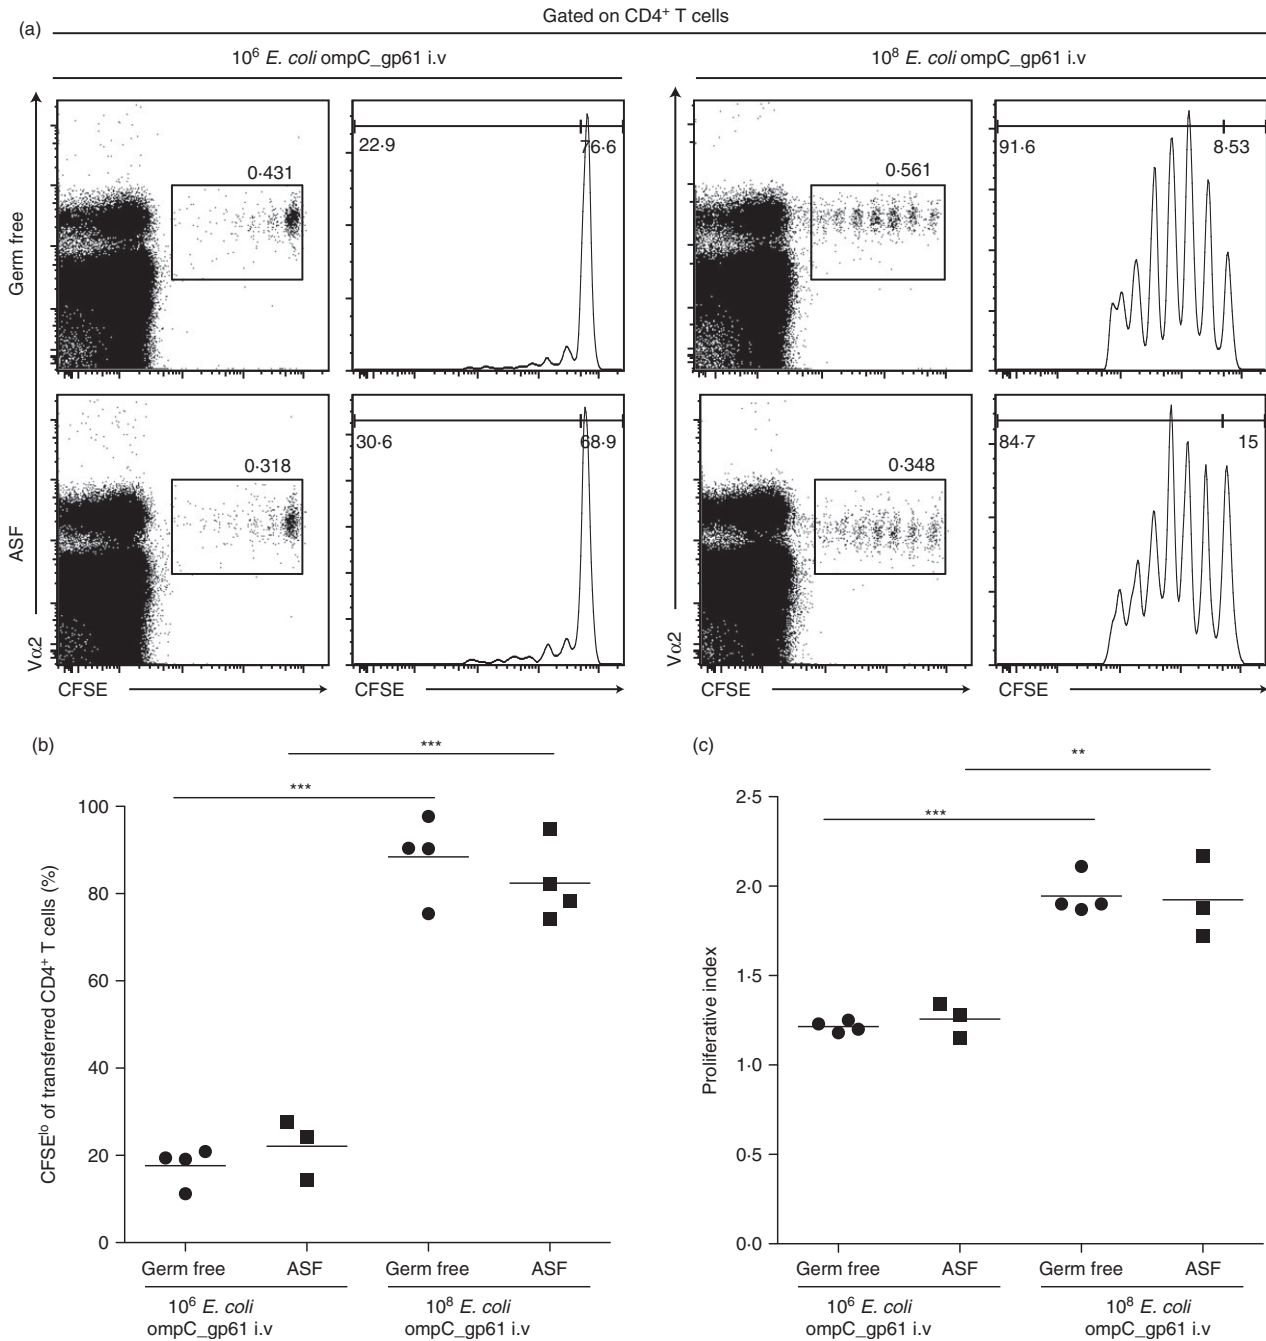 (a)
Gated on CD4⁺ T cells
10⁶ E. coli ompC_gp61 i.v
10⁸ E. coli ompC_gp61 i.v
Germ free
0·431
22·9
76·6
0·561
91·6
8·53
ASF
0·318
30·6
68·9
0·348
84·7
15
Vα2
Vα2
CFSE
CFSE
CFSE
CFSE
(b)
***
***
CFSEˡᵒ of transferred CD4⁺ T cells (%)
100
80
60
40
20
0
Germ free
ASF
Germ free
ASF
10⁶ E. coli
ompC_gp61 i.v
10⁸ E. coli
ompC_gp61 i.v
(c)
**
***
Proliferative index
2·5
2·0
1·5
1·0
0·5
0·0
Germ free
ASF
Germ free
ASF
10⁶ E. coli
ompC_gp61 i.v
10⁸ E. coli
ompC_gp61 i.v